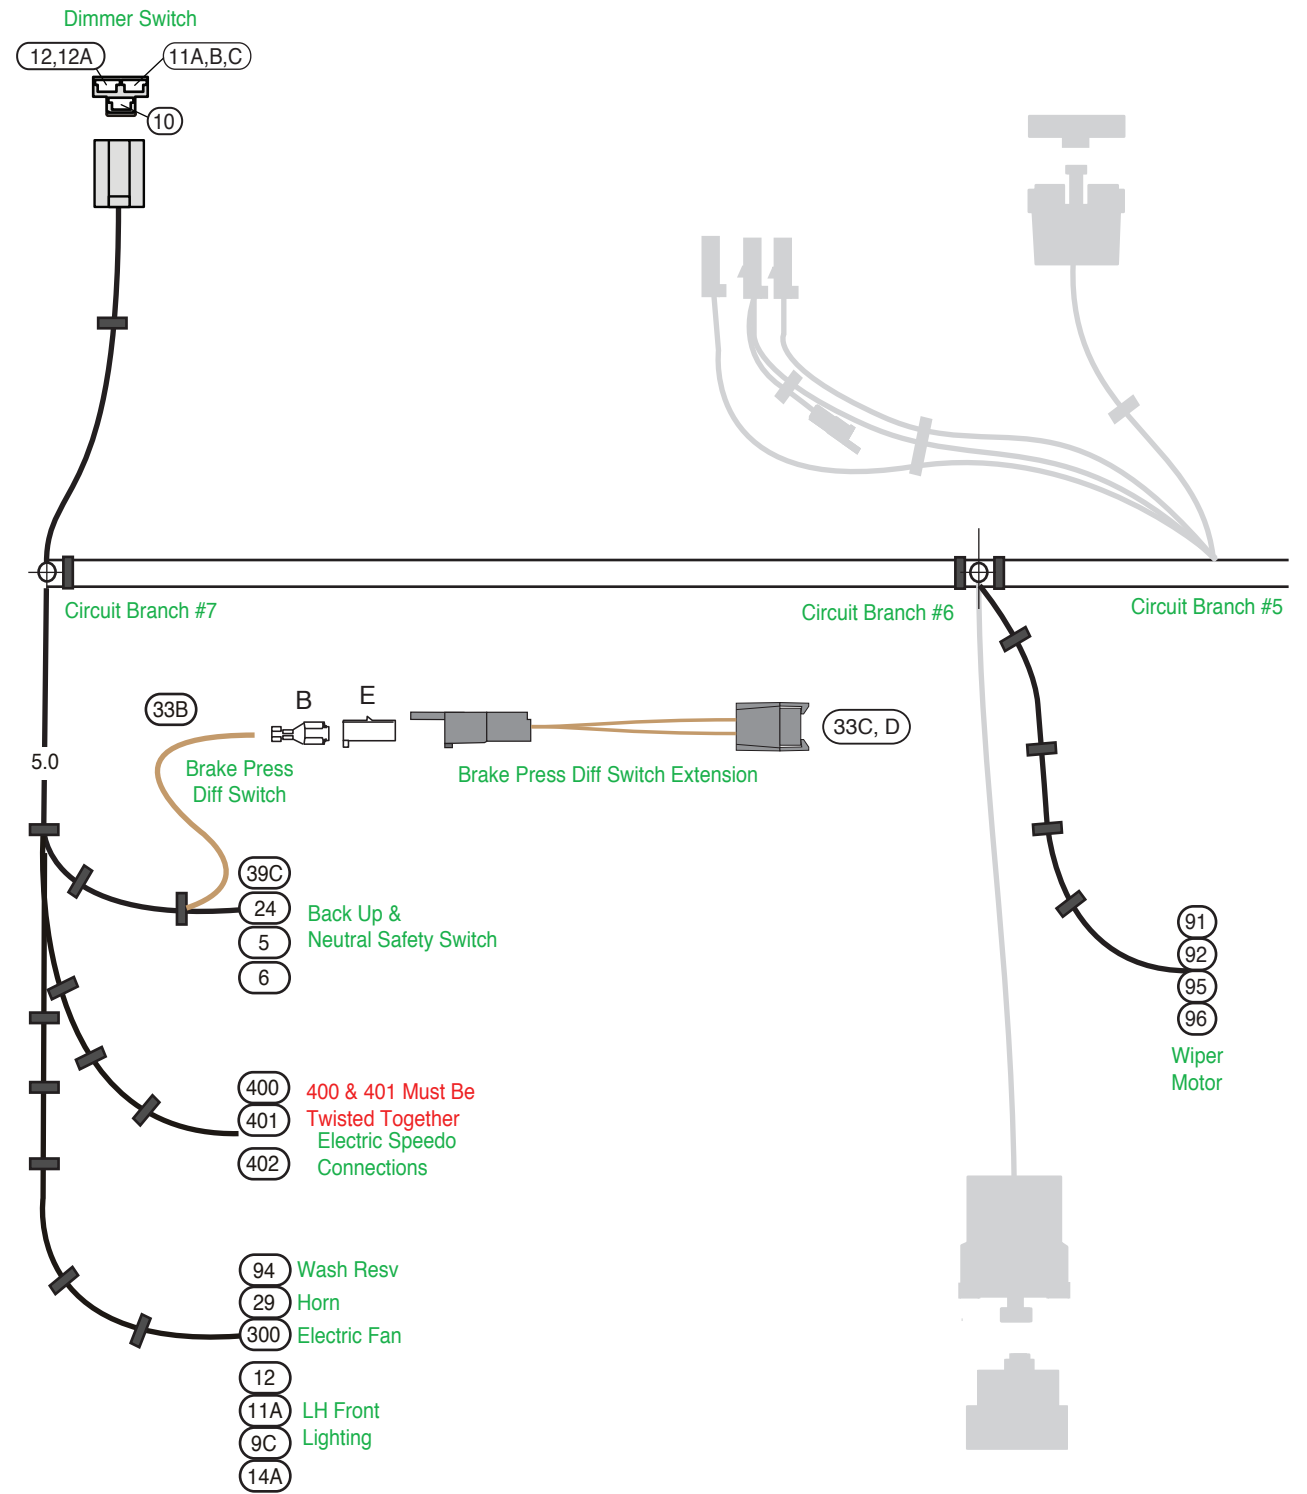 Dimmer Switch
12,12A
11A,B,C
10
Circuit Branch #7
Circuit Branch #6
Circuit Branch #5
33B
B
E
33C, D
5.0
Brake Press
Diff Switch
Brake Press Diff Switch Extension
39C
24
5
6
Back Up &
Neutral Safety Switch
91
92
95
96
Wiper
Motor
400
401
402
400 & 401 Must Be
Twisted Together
Electric Speedo
Connections
94
Wash Resv
29
Horn
300
Electric Fan
12
11A
9C
14A
LH Front
Lighting